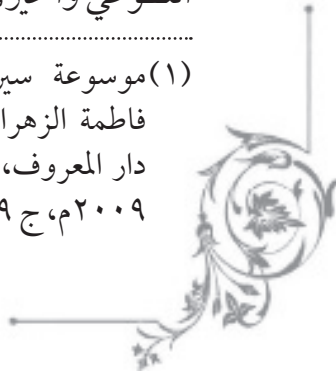 (١) موسوعة سير
فاطمة الزهرا
دار المعروف،
٢٠٠٩م، ج ٩